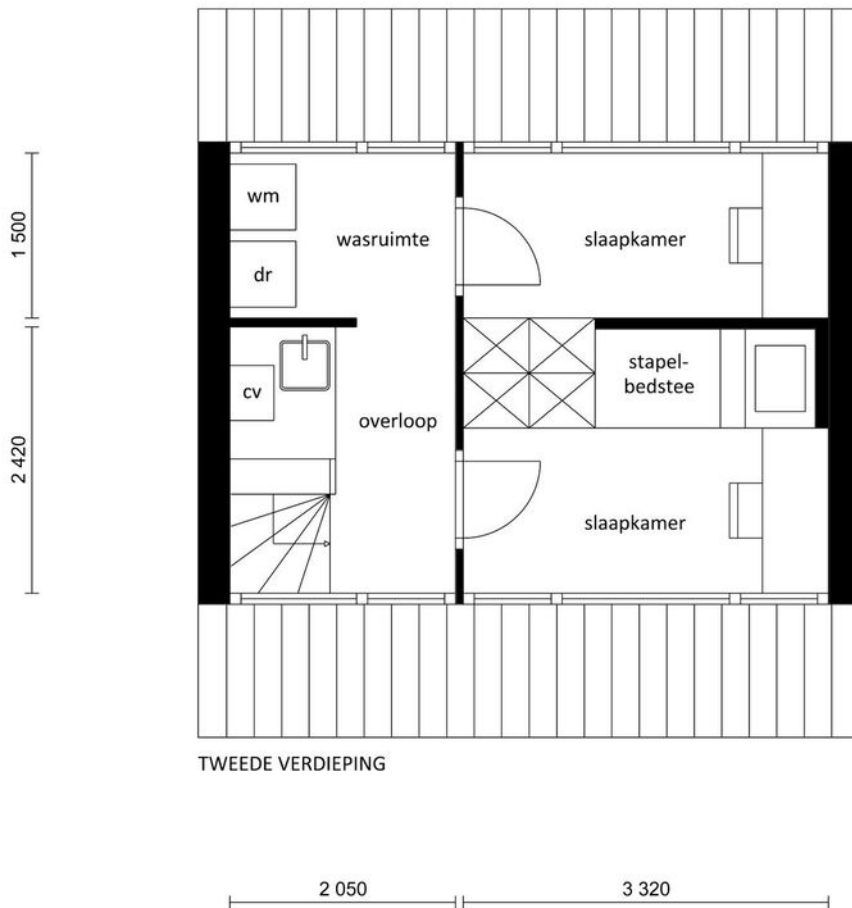 wm
wasruimte
slaapkamer
1 500
dr
stapel-
bedstee
cv
overloop
2 420
slaapkamer
TWEEDE VERDIEPING
2 050
3 320